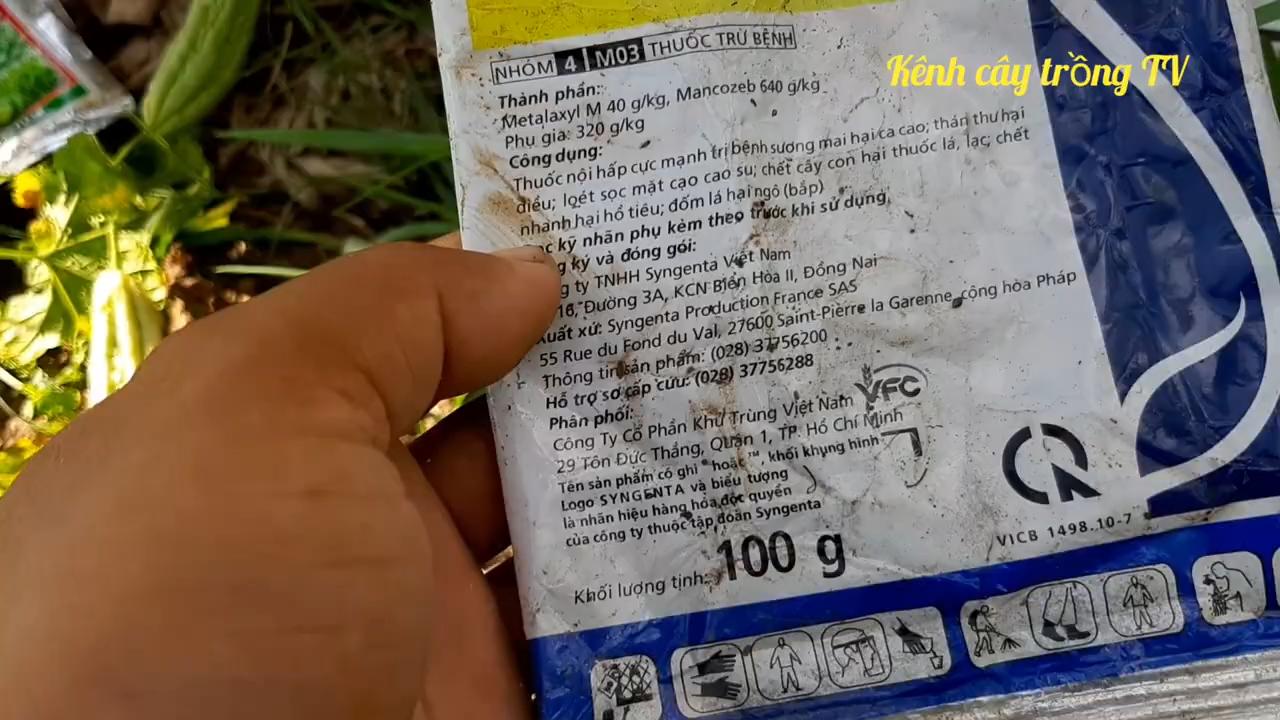 Kênh cây trồng TV
NHÓM 4 M03 THUỐC TRỪ BỆNH
Thành phần:
Metalaxyl M 40 g/kg, Mancozeb 640 g/kg
Phụ gia: 320 g/kg
Công dụng:
Thuốc nội hấp cực mạnh trị bệnh sương mai hại ca cao; thán thư hại
điều; loét sọc mặt cạo cao su; chết cây con hại thuốc lá, lạc; chết
nhanh hại hồ tiêu; đốm lá hại ngô (bắp)
kỹ nhãn phụ kèm theo trước khi sử dụng.
ký và đóng gói:
ty TNHH Syngenta Việt Nam
16, Đường 3A, KCN Biên Hòa II, Đồng Nai
Xuất xứ: Syngenta Production France SAS
55 Rue du Fond du Val, 27600 Saint-Pierre la Garenne, cộng hòa Pháp
Thông tin sản phẩm: (028) 37756200
Hỗ trợ sơ cấp cứu: (028) 37756288
Phân phối:
Công Ty Cổ Phần Khử Trùng Việt Nam VFC
29 Tôn Đức Thắng, Quận 1, TP. Hồ Chí Minh
Tên sản phẩm có ghi ® hoặc ™, khối khung hình
Logo SYNGENTA và biểu tượng
là nhãn hiệu hàng hóa độc quyền
của công ty thuộc tập đoàn Syngenta
Khối lượng tịnh: 100 g
VICB 1498.10-7